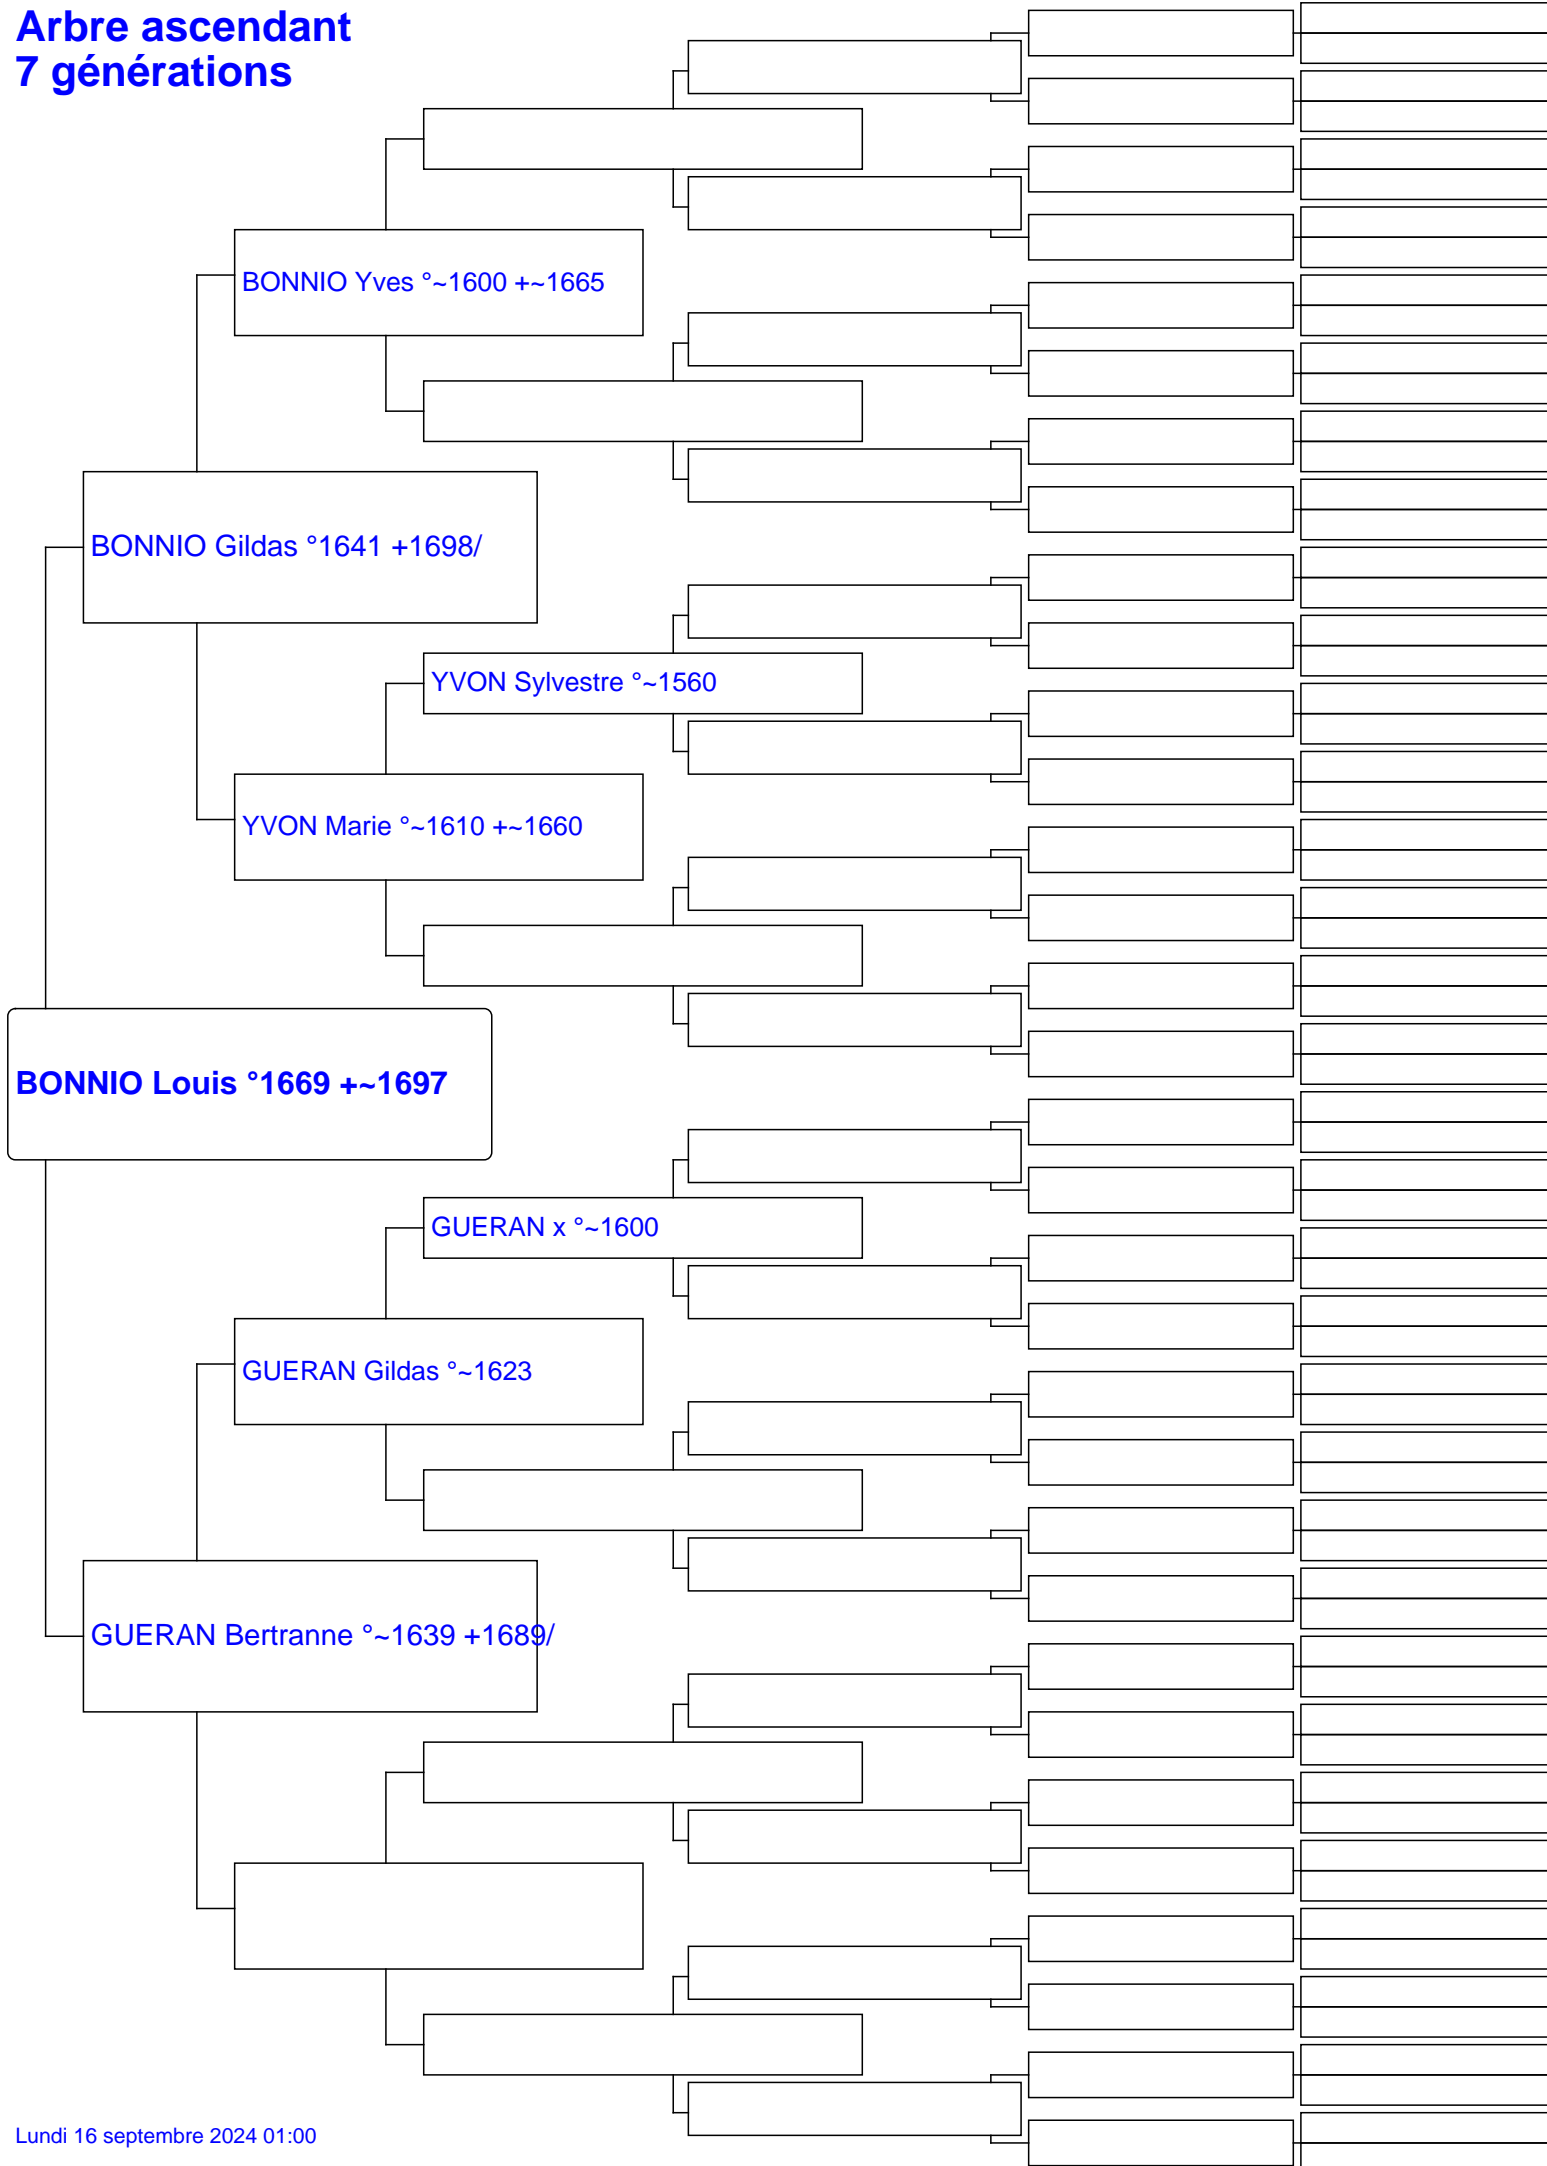 Arbre ascendant
7 générations
BONNIO Yves °~1600 +~1665
BONNIO Gildas °1641 +1698/
YVON Sylvestre °~1560
YVON Marie °~1610 +~1660
BONNIO Louis °1669 +~1697
GUERAN x °~1600
GUERAN Gildas °~1623
GUERAN Bertranne °~1639 +1689/
Lundi 16 septembre 2024 01:00